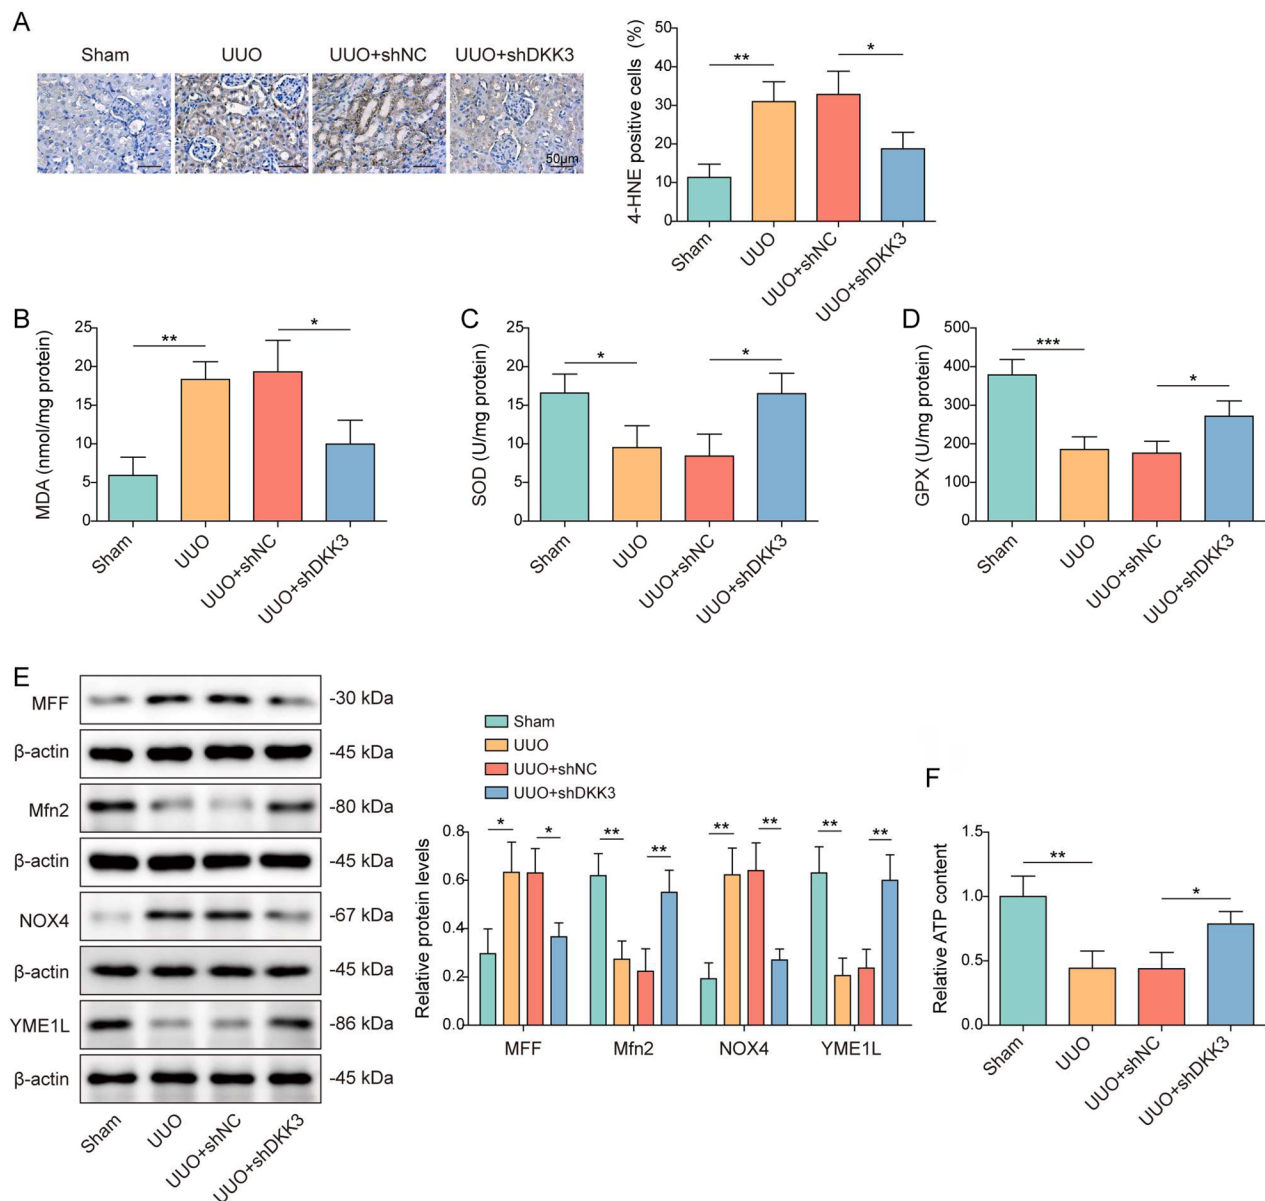 A
Sham UUO UUO+shNC UUO+shDKK3
50μm
4-HNE positive cells (%)
50
40
30
20
10
0
** *
Sham UUO UUO+shNC UUO+shDKK3
B
MDA (nmol/mg protein)
25
20
15
10
5
0
** *
Sham UUO UUO+shNC UUO+shDKK3
C
SOD (U/mg protein)
25
20
15
10
5
0
* *
Sham UUO UUO+shNC UUO+shDKK3
D
GPX (U/mg protein)
500
400
300
200
100
0
*** *
Sham UUO UUO+shNC UUO+shDKK3
E
MFF -30 kDa
β-actin -45 kDa
Mfn2 -80 kDa
β-actin -45 kDa
NOX4 -67 kDa
β-actin -45 kDa
YME1L -86 kDa
β-actin -45 kDa
Sham UUO UUO+shNC UUO+shDKK3
Sham
UUO
UUO+shNC
UUO+shDKK3
Relative protein levels
0.8
0.6
0.4
0.2
0.0
* * ** ** ** ** ** **
MFF Mfn2 NOX4 YME1L
F
Relative ATP content
1.5
1.0
0.5
0.0
** *
Sham UUO UUO+shNC UUO+shDKK3